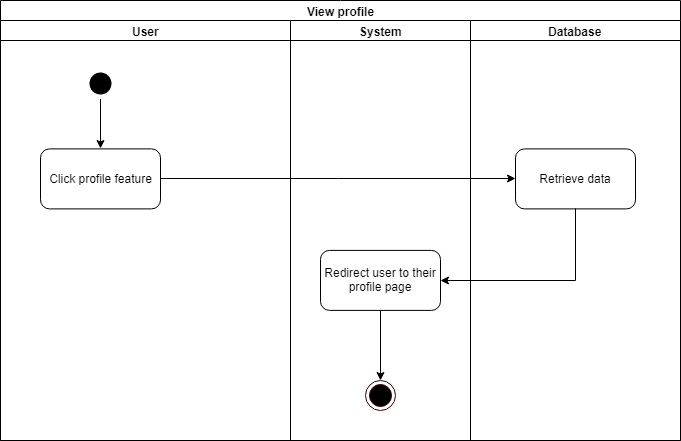 View profile
User
System
Database
Click profile feature
Retrieve data
Redirect user to their
profile page